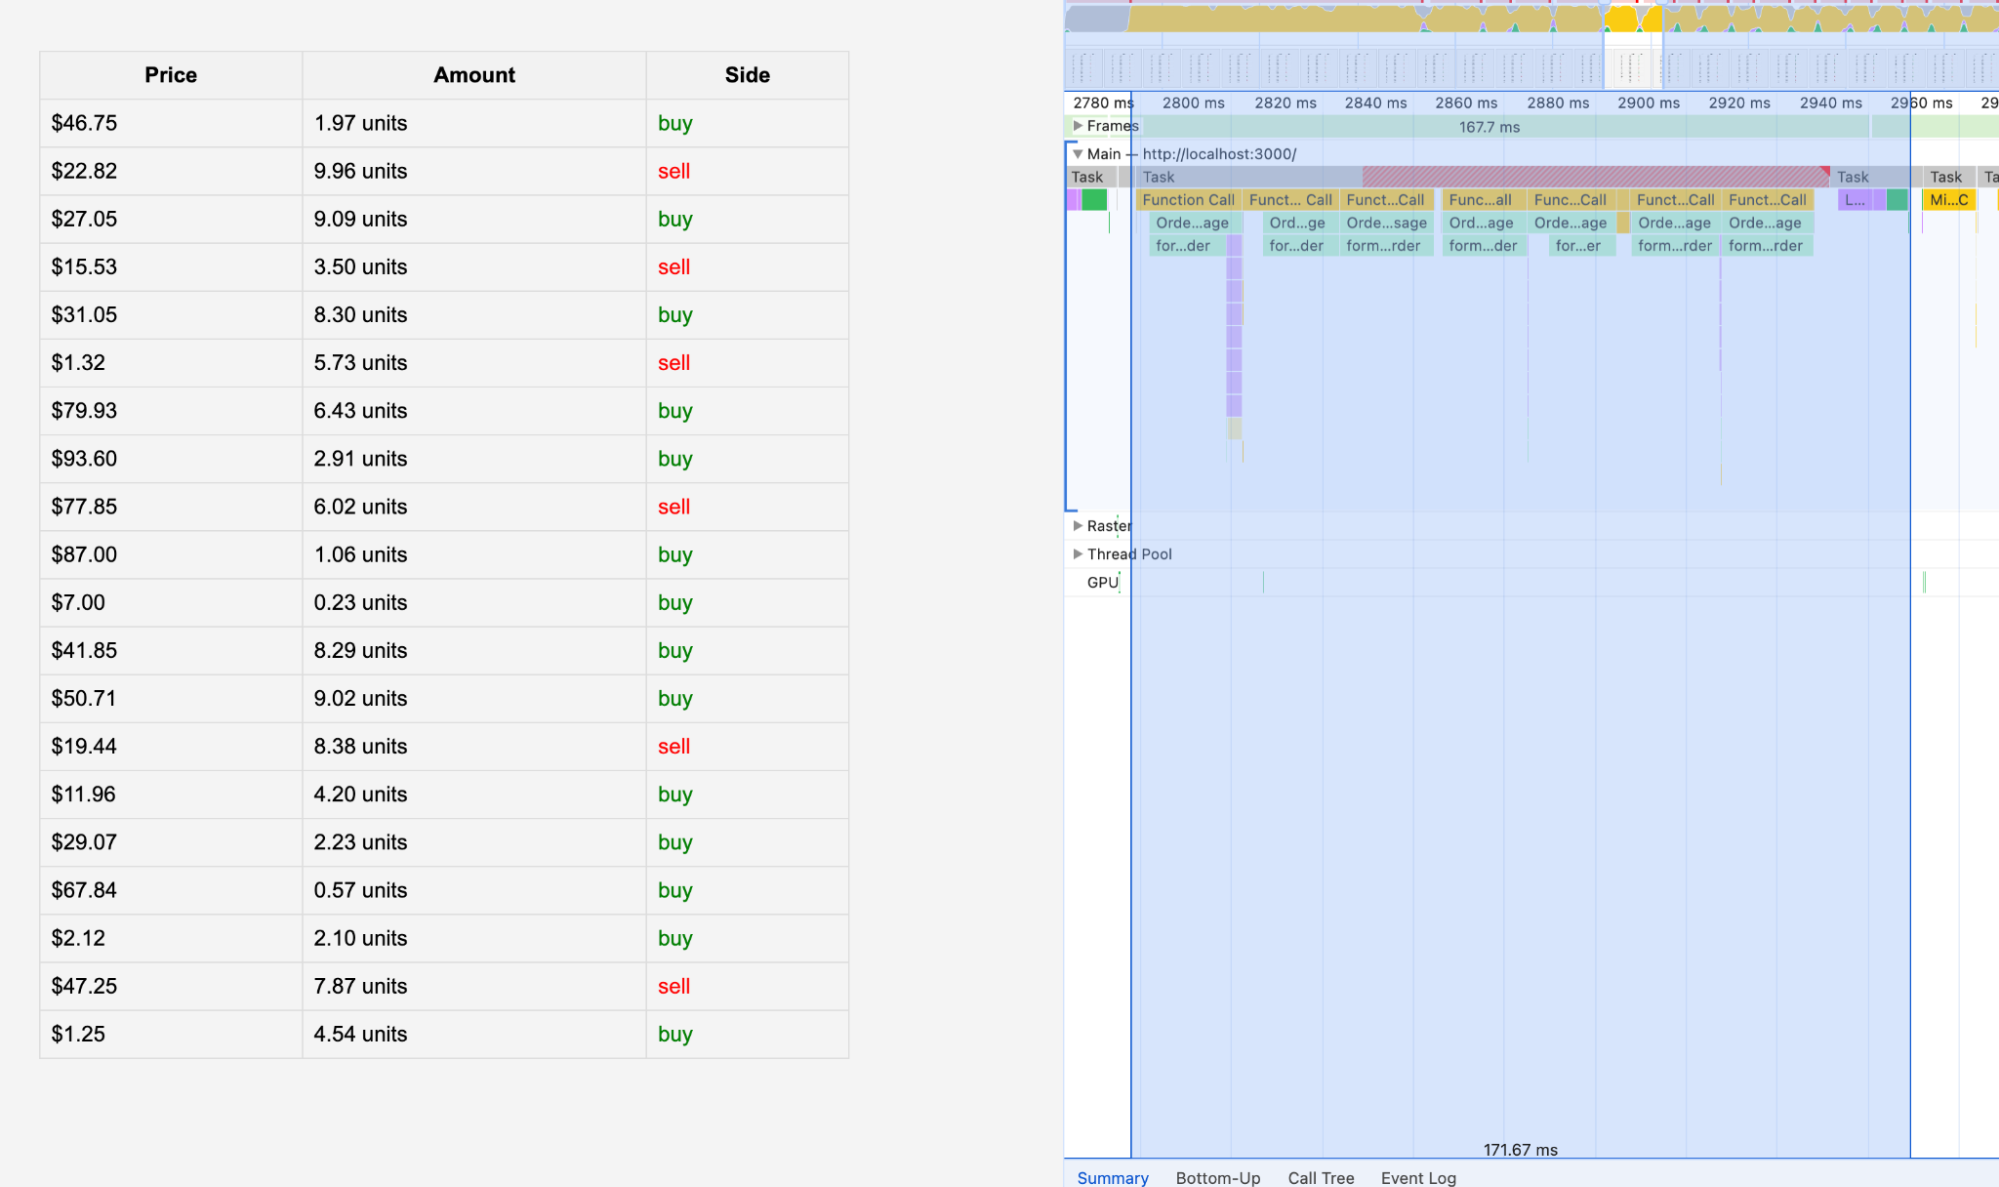 Price Amount Side
$46.75 1.97 units buy
$22.82 9.96 units sell
$27.05 9.09 units buy
$15.53 3.50 units sell
$31.05 8.30 units buy
$1.32 5.73 units sell
$79.93 6.43 units buy
$93.60 2.91 units buy
$77.85 6.02 units sell
$87.00 1.06 units buy
$7.00 0.23 units buy
$41.85 8.29 units buy
$50.71 9.02 units buy
$19.44 8.38 units sell
$11.96 4.20 units buy
$29.07 2.23 units buy
$67.84 0.57 units buy
$2.12 2.10 units buy
$47.25 7.87 units sell
$1.25 4.54 units buy
2780 ms 2800 ms 2820 ms 2840 ms 2860 ms 2880 ms 2900 ms 2920 ms 2940 ms 2960 ms 29
Frames 167.7 ms
Main — http://localhost:3000/
Task Task Task Task Ta
Function Call Funct... Call Funct...Call Func...all Func...Call Funct...Call Funct...Call L... Mi...C
Orde...age Ord...ge Orde...sage Ord...age Orde...age Orde...age Orde...age
for...der for...der form...rder form...der for...er form...rder form...rder
Raster
Thread Pool
GPU
171.67 ms
Summary Bottom-Up Call Tree Event Log